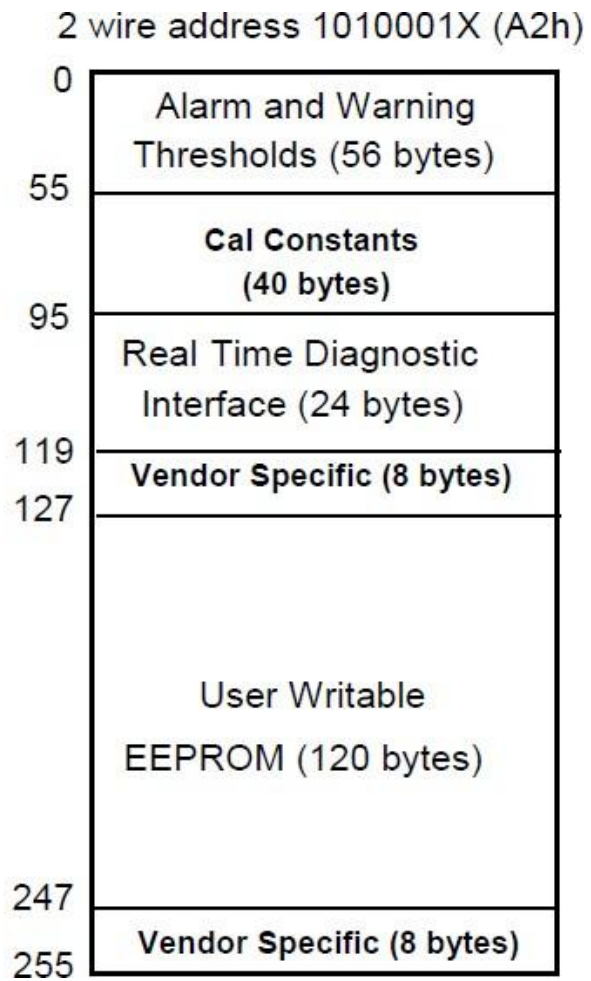 2 wire address 1010001X (A2h)
0
Alarm and Warning
Thresholds (56 bytes)
55
Cal Constants
(40 bytes)
95
Real Time Diagnostic
Interface (24 bytes)
119
Vendor Specific (8 bytes)
127
User Writable
EEPROM (120 bytes)
247
Vendor Specific (8 bytes)
255